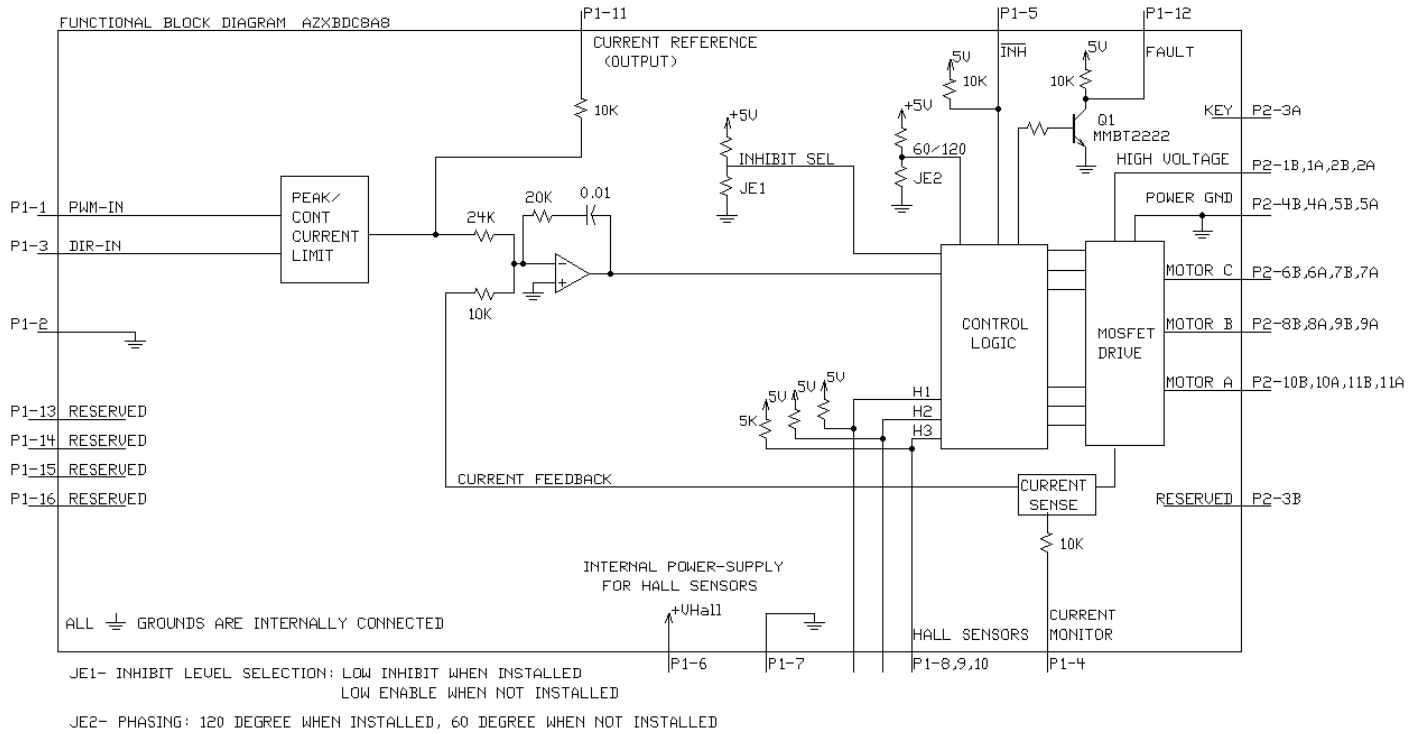 FUNCTIONAL BLOCK DIAGRAM AZXBDC8A8
P1-11
P1-5
P1-12
CURRENT REFERENCE
(OUTPUT)
INH
FAULT
5V
10K
5V
10K
10K
+5V
+5V
Q1
MMBT2222
KEY P2-3A
INHIBIT SEL
60/120
HIGH VOLTAGE P2-1B,1A,2B,2A
JE1
JE2
POWER GND P2-4B,4A,5B,5A
P1-1 PWM-IN
P1-3 DIR-IN
PEAK/
CONT
CURRENT
LIMIT
24K
20K
0.01
-
+
10K
MOTOR C P2-6B,6A,7B,7A
P1-2
CONTROL
LOGIC
MOSFET
DRIVE
MOTOR B P2-8B,8A,9B,9A
MOTOR A P2-10B,10A,11B,11A
5V
5V
5V
5K
H1
H2
H3
P1-13 RESERVED
P1-14 RESERVED
P1-15 RESERVED
P1-16 RESERVED
CURRENT FEEDBACK
CURRENT
SENSE
RESERVED P2-3B
10K
INTERNAL POWER-SUPPLY
FOR HALL SENSORS
+VHall
ALL GROUNDS ARE INTERNALLY CONNECTED
HALL SENSORS
CURRENT
MONITOR
P1-6
P1-7
P1-8,9,10
P1-4
JE1- INHIBIT LEVEL SELECTION: LOW INHIBIT WHEN INSTALLED
LOW ENABLE WHEN NOT INSTALLED
JE2- PHASING: 120 DEGREE WHEN INSTALLED, 60 DEGREE WHEN NOT INSTALLED